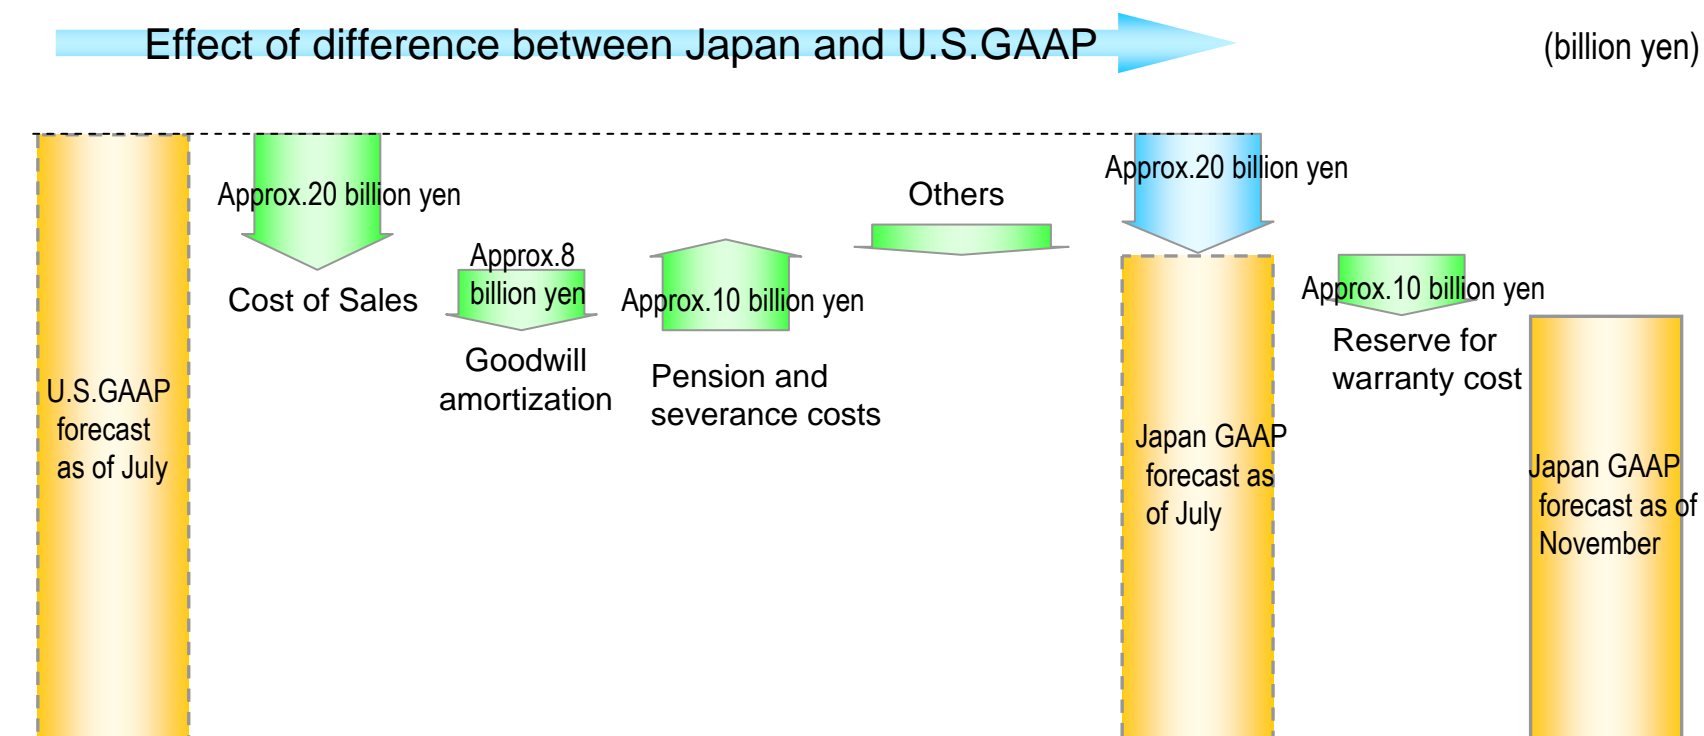 Effect of difference between Japan and U.S.GAAP
(billion yen)
U.S.GAAP
forecast
as of July
Approx.20 billion yen
Cost of Sales
Approx.8
billion yen
Goodwill
amortization
Approx.10 billion yen
Pension and
severance costs
Others
Approx.20 billion yen
Japan GAAP
forecast as
of July
Approx.10 billion yen
Reserve for
warranty cost
Japan GAAP
forecast as of
November